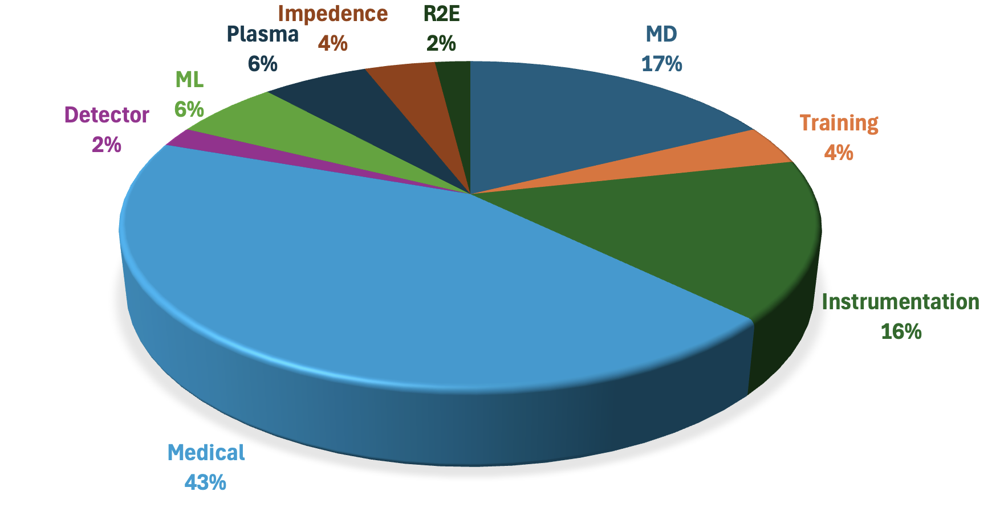 Impedence
4%
R2E
2%
Plasma
6%
MD
17%
ML
6%
Detector
2%
Training
4%
Instrumentation
16%
Medical
43%